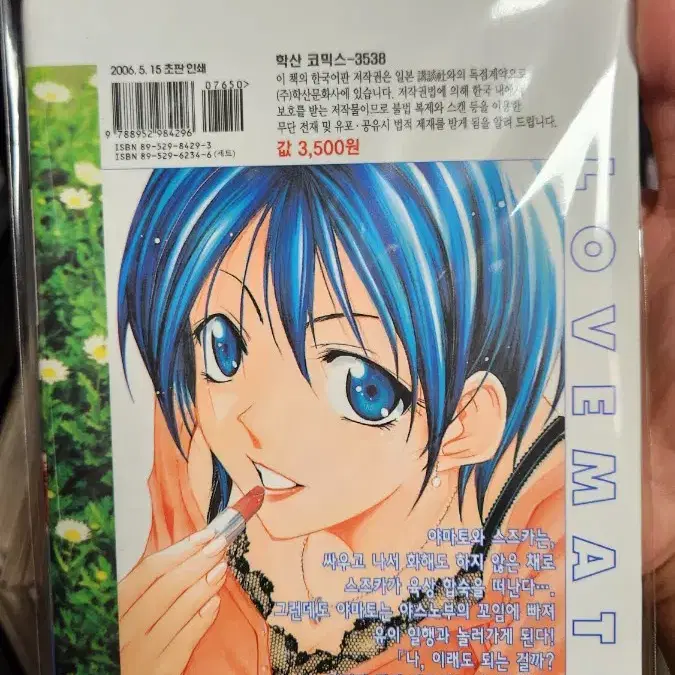 2006. 5. 15 초판인쇄
07650>
9 788952 984296
ISBN 89-529-8429-3
ISBN 89-529-6234-6 (세트)
학산 코믹스-3538
이 책의 한국어판 저작권은 일본 講談社와의 독점계약으로
(주)학산문화사에 있습니다. 저작권법에 의해 한국 내에서
보호를 받는 저작물이므로 불법 복제와 스캔 등을 이용한
무단 전재 및 유포·공유시 법적 제재를 받게 됨을 알려 드립니다.
값 3,500원
LOVEMAT
야마토와 스즈카는,
싸우고 나서 화해도 하지 않은 채로
스즈카가 육상 합숙을 떠난다….
그런데도 야마토는 야스노부의 꼬임에 빠져
유이 일행과 놀러가게 된다!
「나, 이래도 되는 걸까?